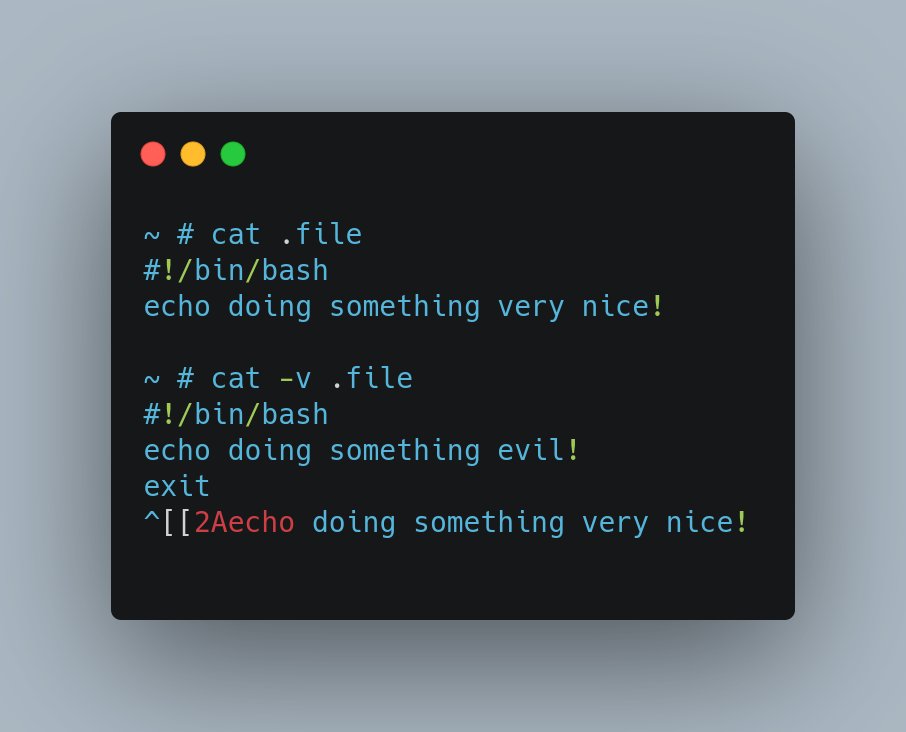 ~ # cat .file
#!/bin/bash
echo doing something very nice!
~ # cat -v .file
#!/bin/bash
echo doing something evil!
exit
^[[2Aecho doing something very nice!